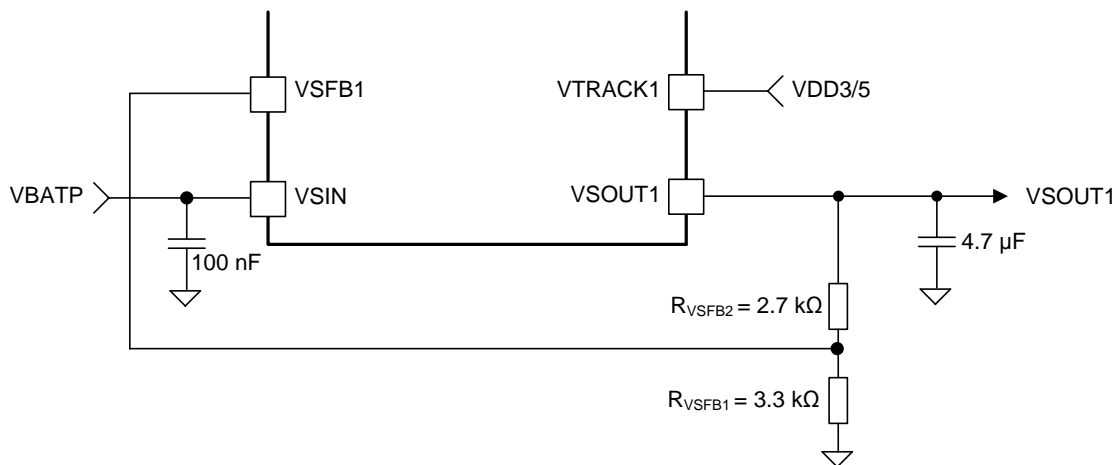 VSFB1
VTRACK1
VDD3/5
VBATP
VSIN
VSOUT1
VSOUT1
100 nF
4.7 µF
RVSFB2 = 2.7 kΩ
RVSFB1 = 3.3 kΩ